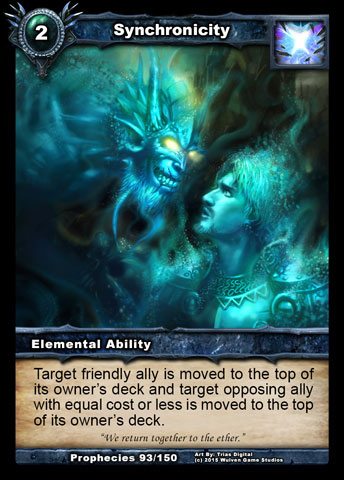 2
Synchronicity
Elemental Ability
Target friendly ally is moved to the top of
its owner's deck and target opposing ally
with equal cost or less is moved to the top
of its owner's deck.
"We return together to the ether."
Prophecies 93/150
Art By: Trias Digital
(c) 2015 Wulven Game Studios